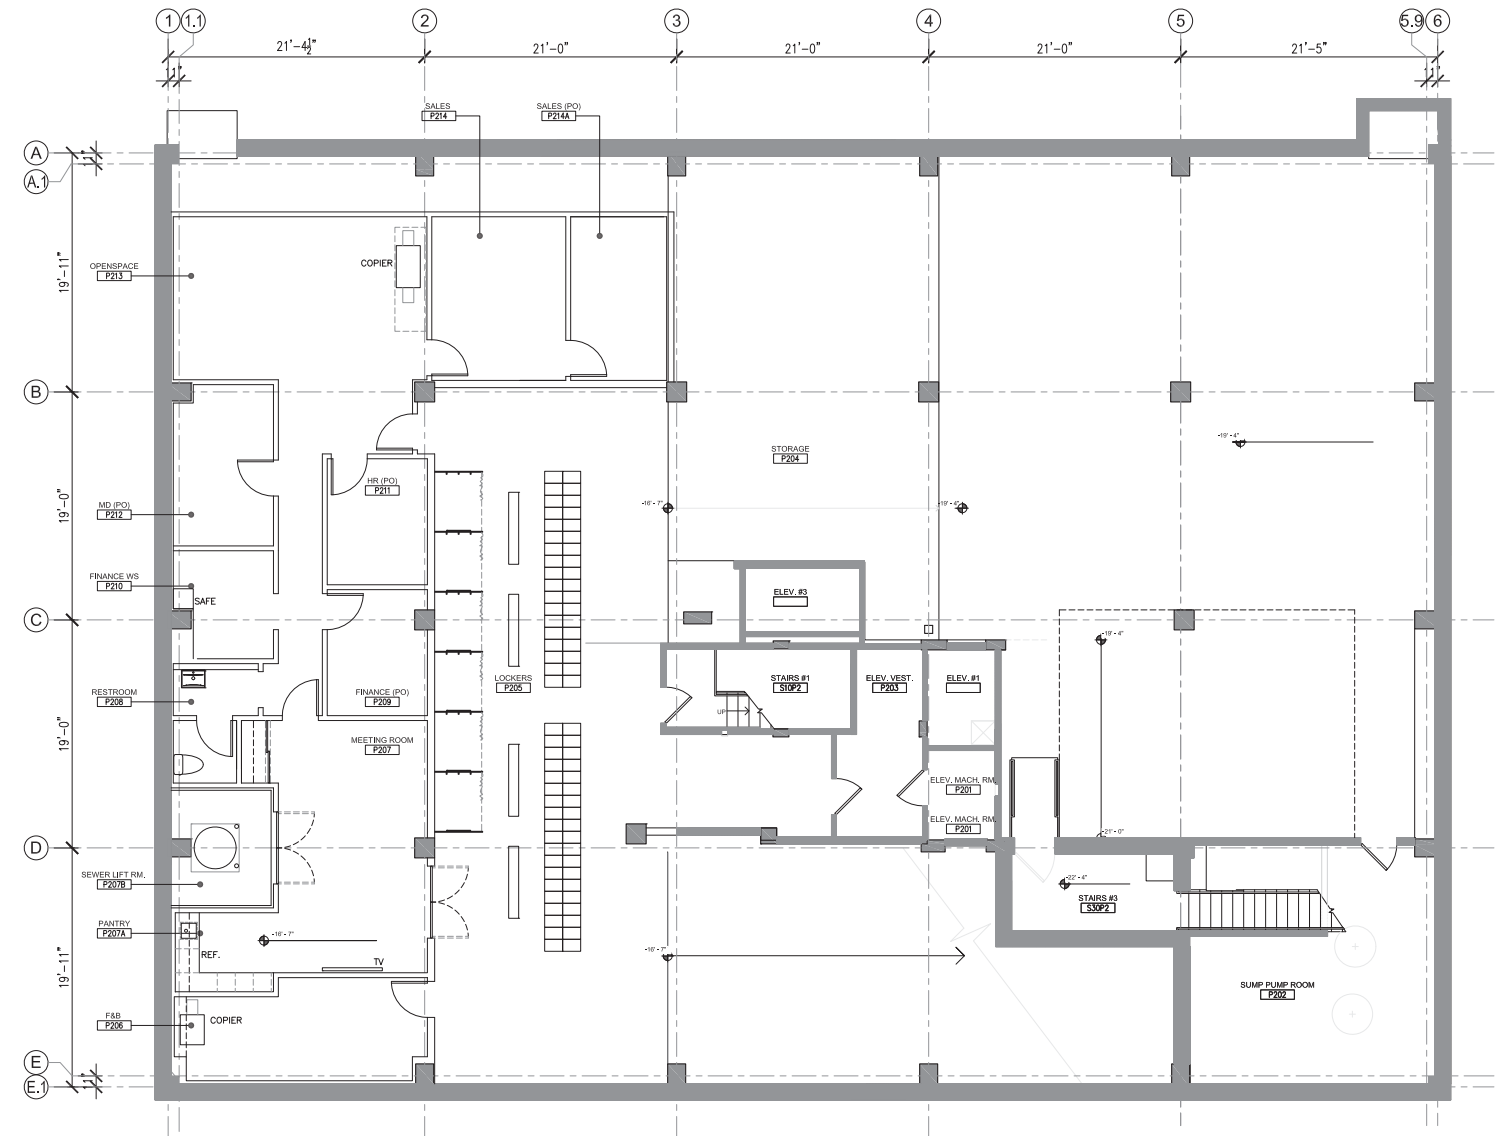 1
1.1
2
3
4
5
5.9
6
21'-4½"
21'-0"
21'-0"
21'-0"
21'-5"
11"
11"
SALES
P214
SALES (PO)
P214A
A
11"
A.1
OPENSPACE
P213
COPIER
19'-11"
B
-19' - 4"
STORAGE
P204
HR (PO)
P211
19'-0"
MD (PO)
P212
-16' - 7"
-19' - 4"
FINANCE WS
P210
SAFE
ELEV. #3
C
-19' - 4"
LOCKERS
P205
STAIRS #1
S10P2
ELEV. VEST.
P203
ELEV. #1
RESTROOM
P208
FINANCE (PO)
P209
UP
19'-0"
MEETING ROOM
P207
ELEV. MACH. RM.
P201
ELEV. MACH. RM.
P201
-21' - 0"
D
SEWER LIFT RM.
P207B
-22' - 4"
STAIRS #3
S30P2
PANTRY
P207A
-16' - 7"
REF.
TV
-16' - 7"
19'-11"
SUMP PUMP ROOM
P202
F&B
P206
COPIER
E
11"
E.1